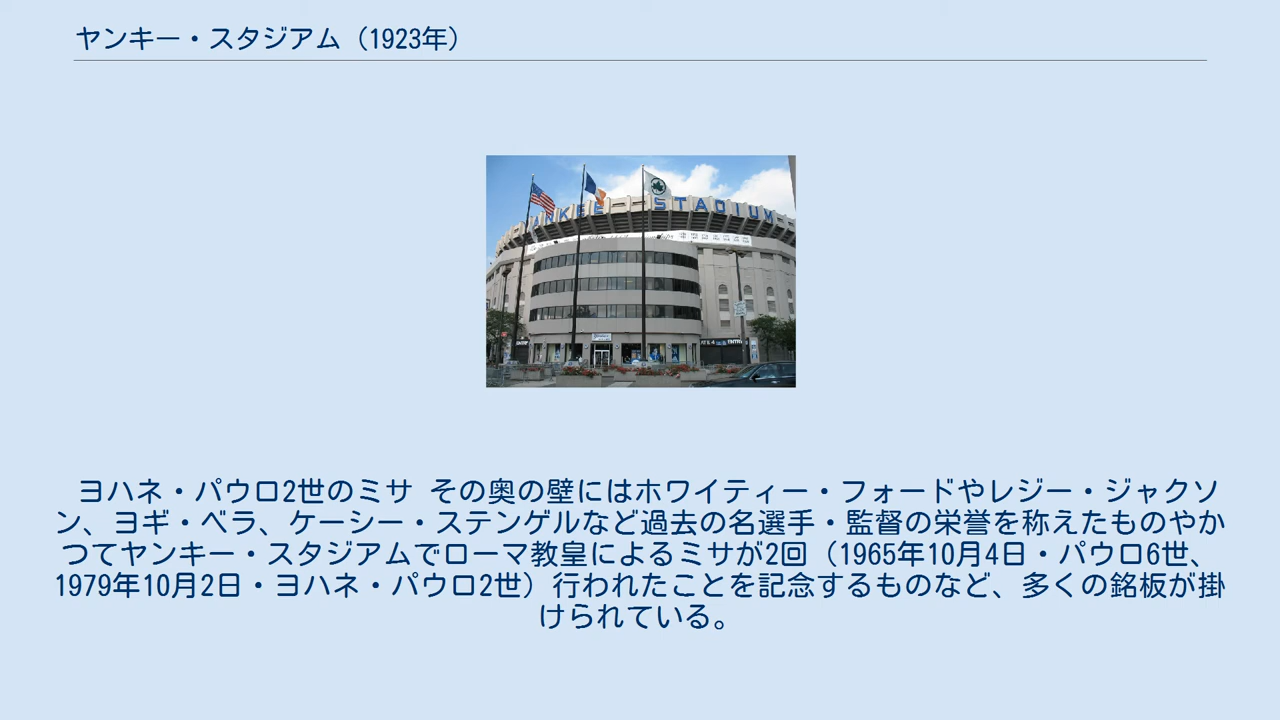 ヤンキー・スタジアム（1923年）
YANKEE STADIUM
GATE 4 ENTRY
ヨハネ・パウロ2世のミサ その奥の壁にはホワイティー・フォードやレジー・ジャクソ
ン、ヨギ・ベラ、ケーシー・ステンゲルなど過去の名選手・監督の栄誉を称えたものやか
つてヤンキー・スタジアムでローマ教皇によるミサが2回（1965年10月4日・パウロ6世、
1979年10月2日・ヨハネ・パウロ2世）行われたことを記念するものなど、多くの銘板が掛
けられている。